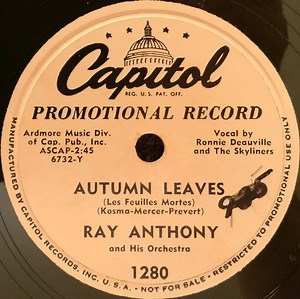 Capitol
REG. U. S. PAT. OFF.
PROMOTIONAL RECORD
Ardmore Music Div.
of Cap. Pub., Inc.
ASCAP-2:45
6732-Y
Vocal by
Ronnie Deauville
and The Skyliners
AUTUMN LEAVES
(Les Feuilles Mortes)
(Kosma-Mercer-Prevert)
RAY ANTHONY
and His Orchestra
1280
MANUFACTURED BY CAPITOL RECORDS, INC. U. S. A. • NOT FOR SALE • RESTRICTED TO PROMOTIONAL USE ONLY